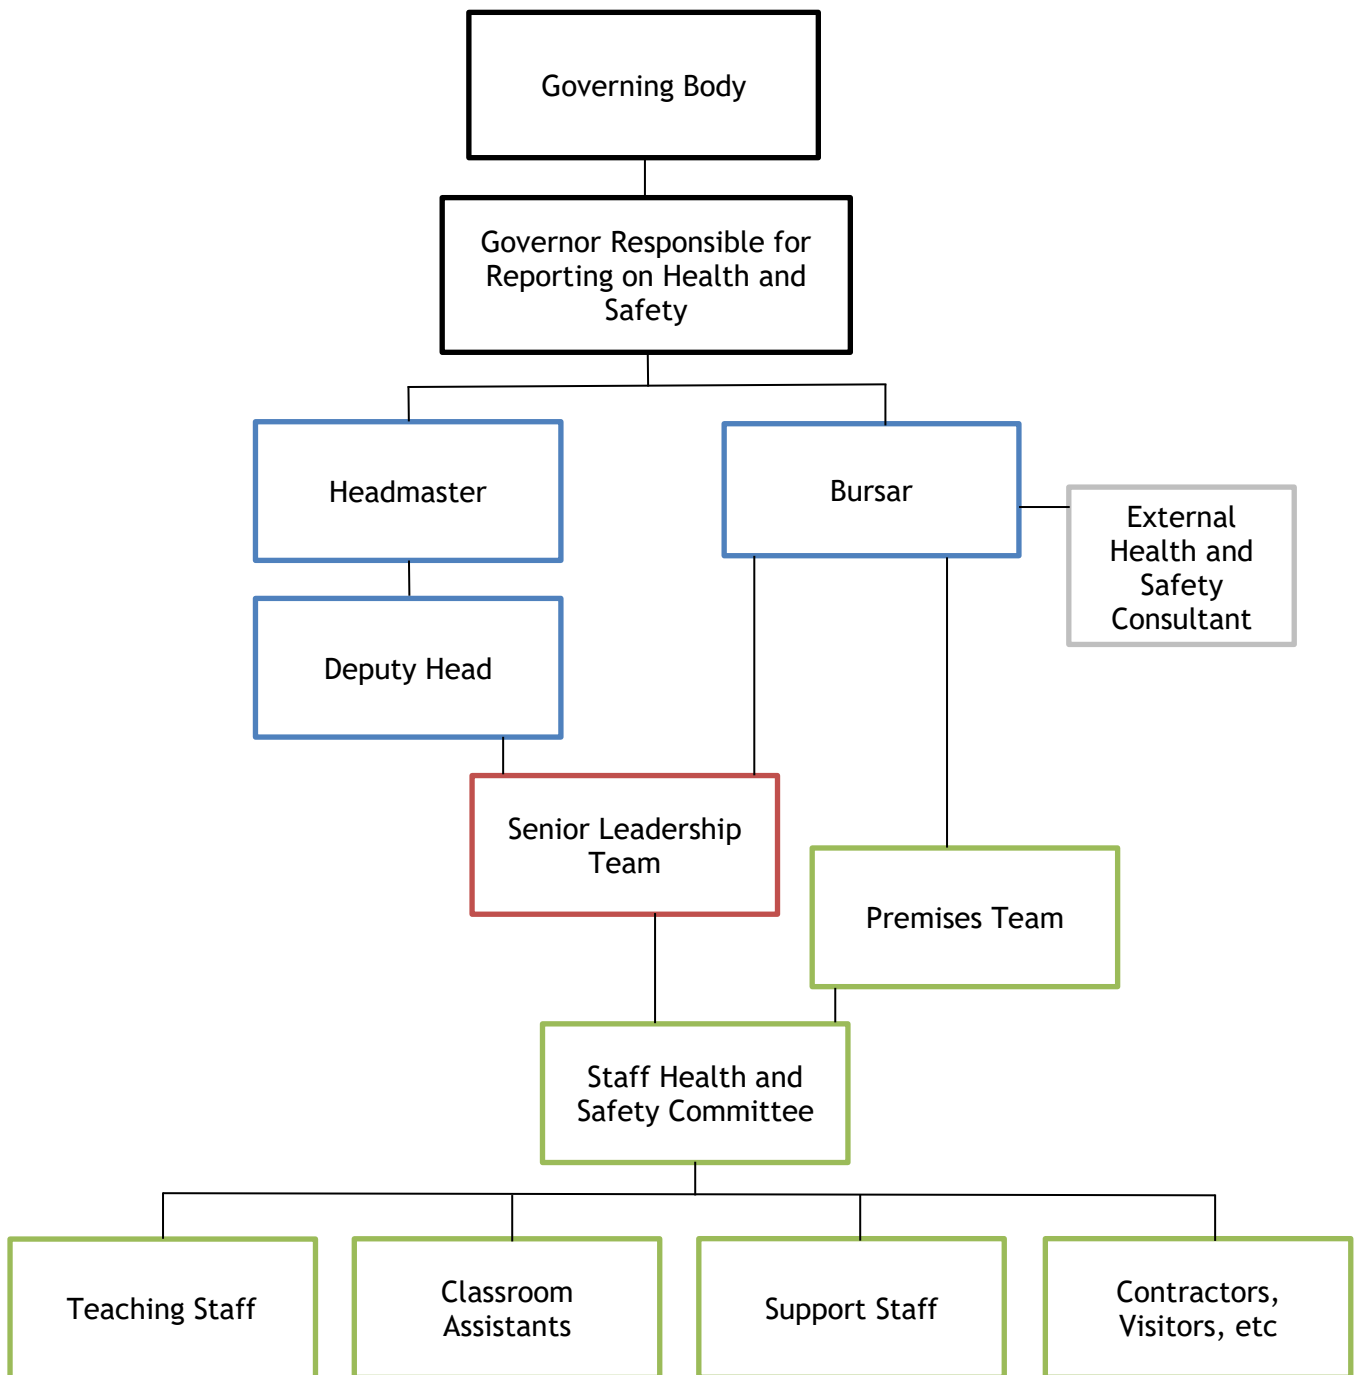 Governing Body
Governor Responsible for
Reporting on Health and
Safety
Headmaster
Bursar
External
Health and
Safety
Consultant
Deputy Head
Senior Leadership
Team
Premises Team
Staff Health and
Safety Committee
Teaching Staff
Classroom
Assistants
Support Staff
Contractors,
Visitors, etc